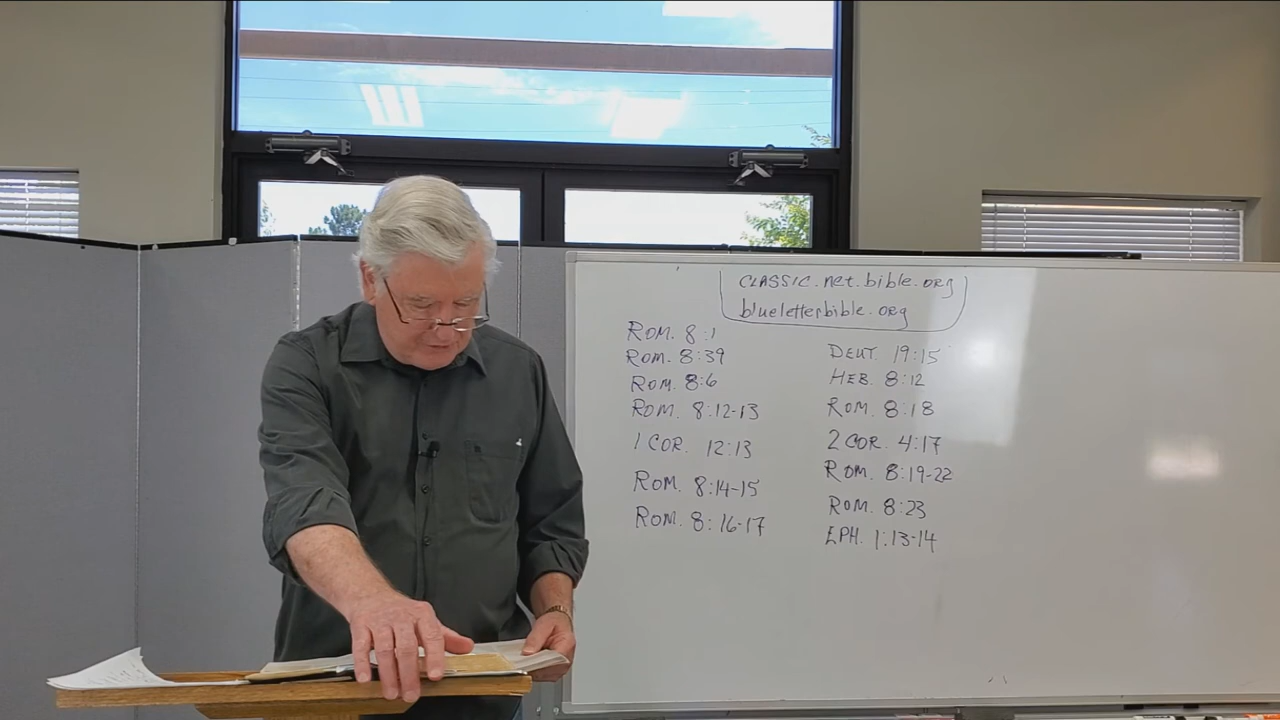 CLASSIC.net.bible.org
blueletterbible.org
ROM. 8:1
ROM. 8:39
ROM. 8:6
ROM. 8:12-13
1 COR. 12:13
ROM. 8:14-15
ROM. 8:16-17
DEUT. 19:15
HEB. 8:12
ROM. 8:18
2 COR. 4:17
ROM. 8:19-22
ROM. 8:23
EPH. 1:13-14